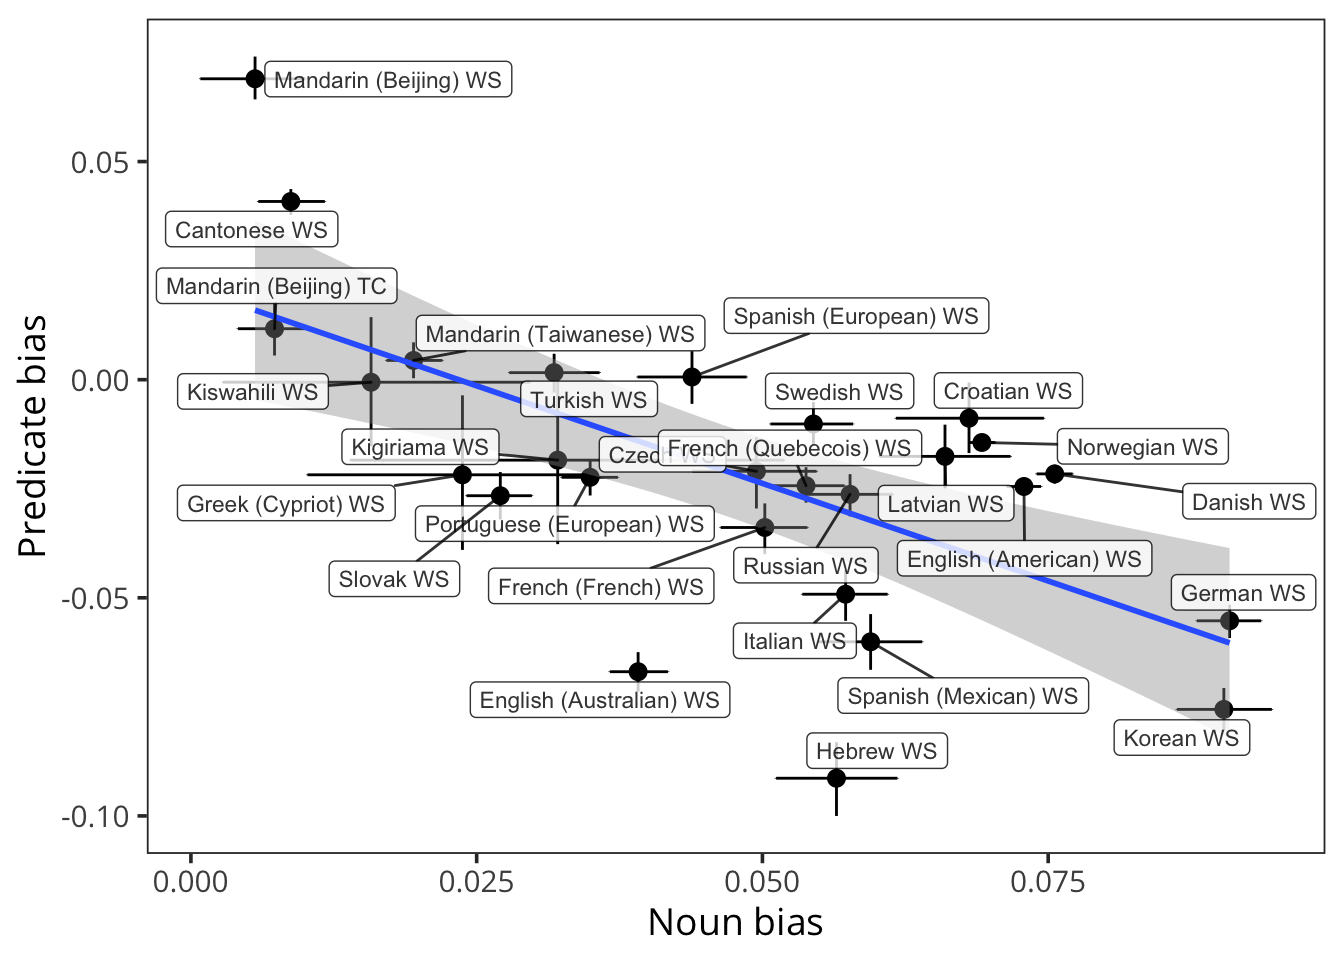 Mandarin (Beijing) WS
0.05
Cantonese WS
Mandarin (Beijing) TC
Spanish (European) WS
Mandarin (Taiwanese) WS
0.00
Kiswahili WS
Turkish WS
Swedish WS
Croatian WS
Kigiriama WS
Czech WS
French (Quebecois) WS
Norwegian WS
Greek (Cypriot) WS
Latvian WS
Danish WS
Portuguese (European) WS
Slovak WS
French (French) WS
Russian WS
English (American) WS
-0.05
German WS
Italian WS
English (Australian) WS
Spanish (Mexican) WS
Korean WS
Hebrew WS
-0.10
Predicate bias
0.000 0.025 0.050 0.075
Noun bias